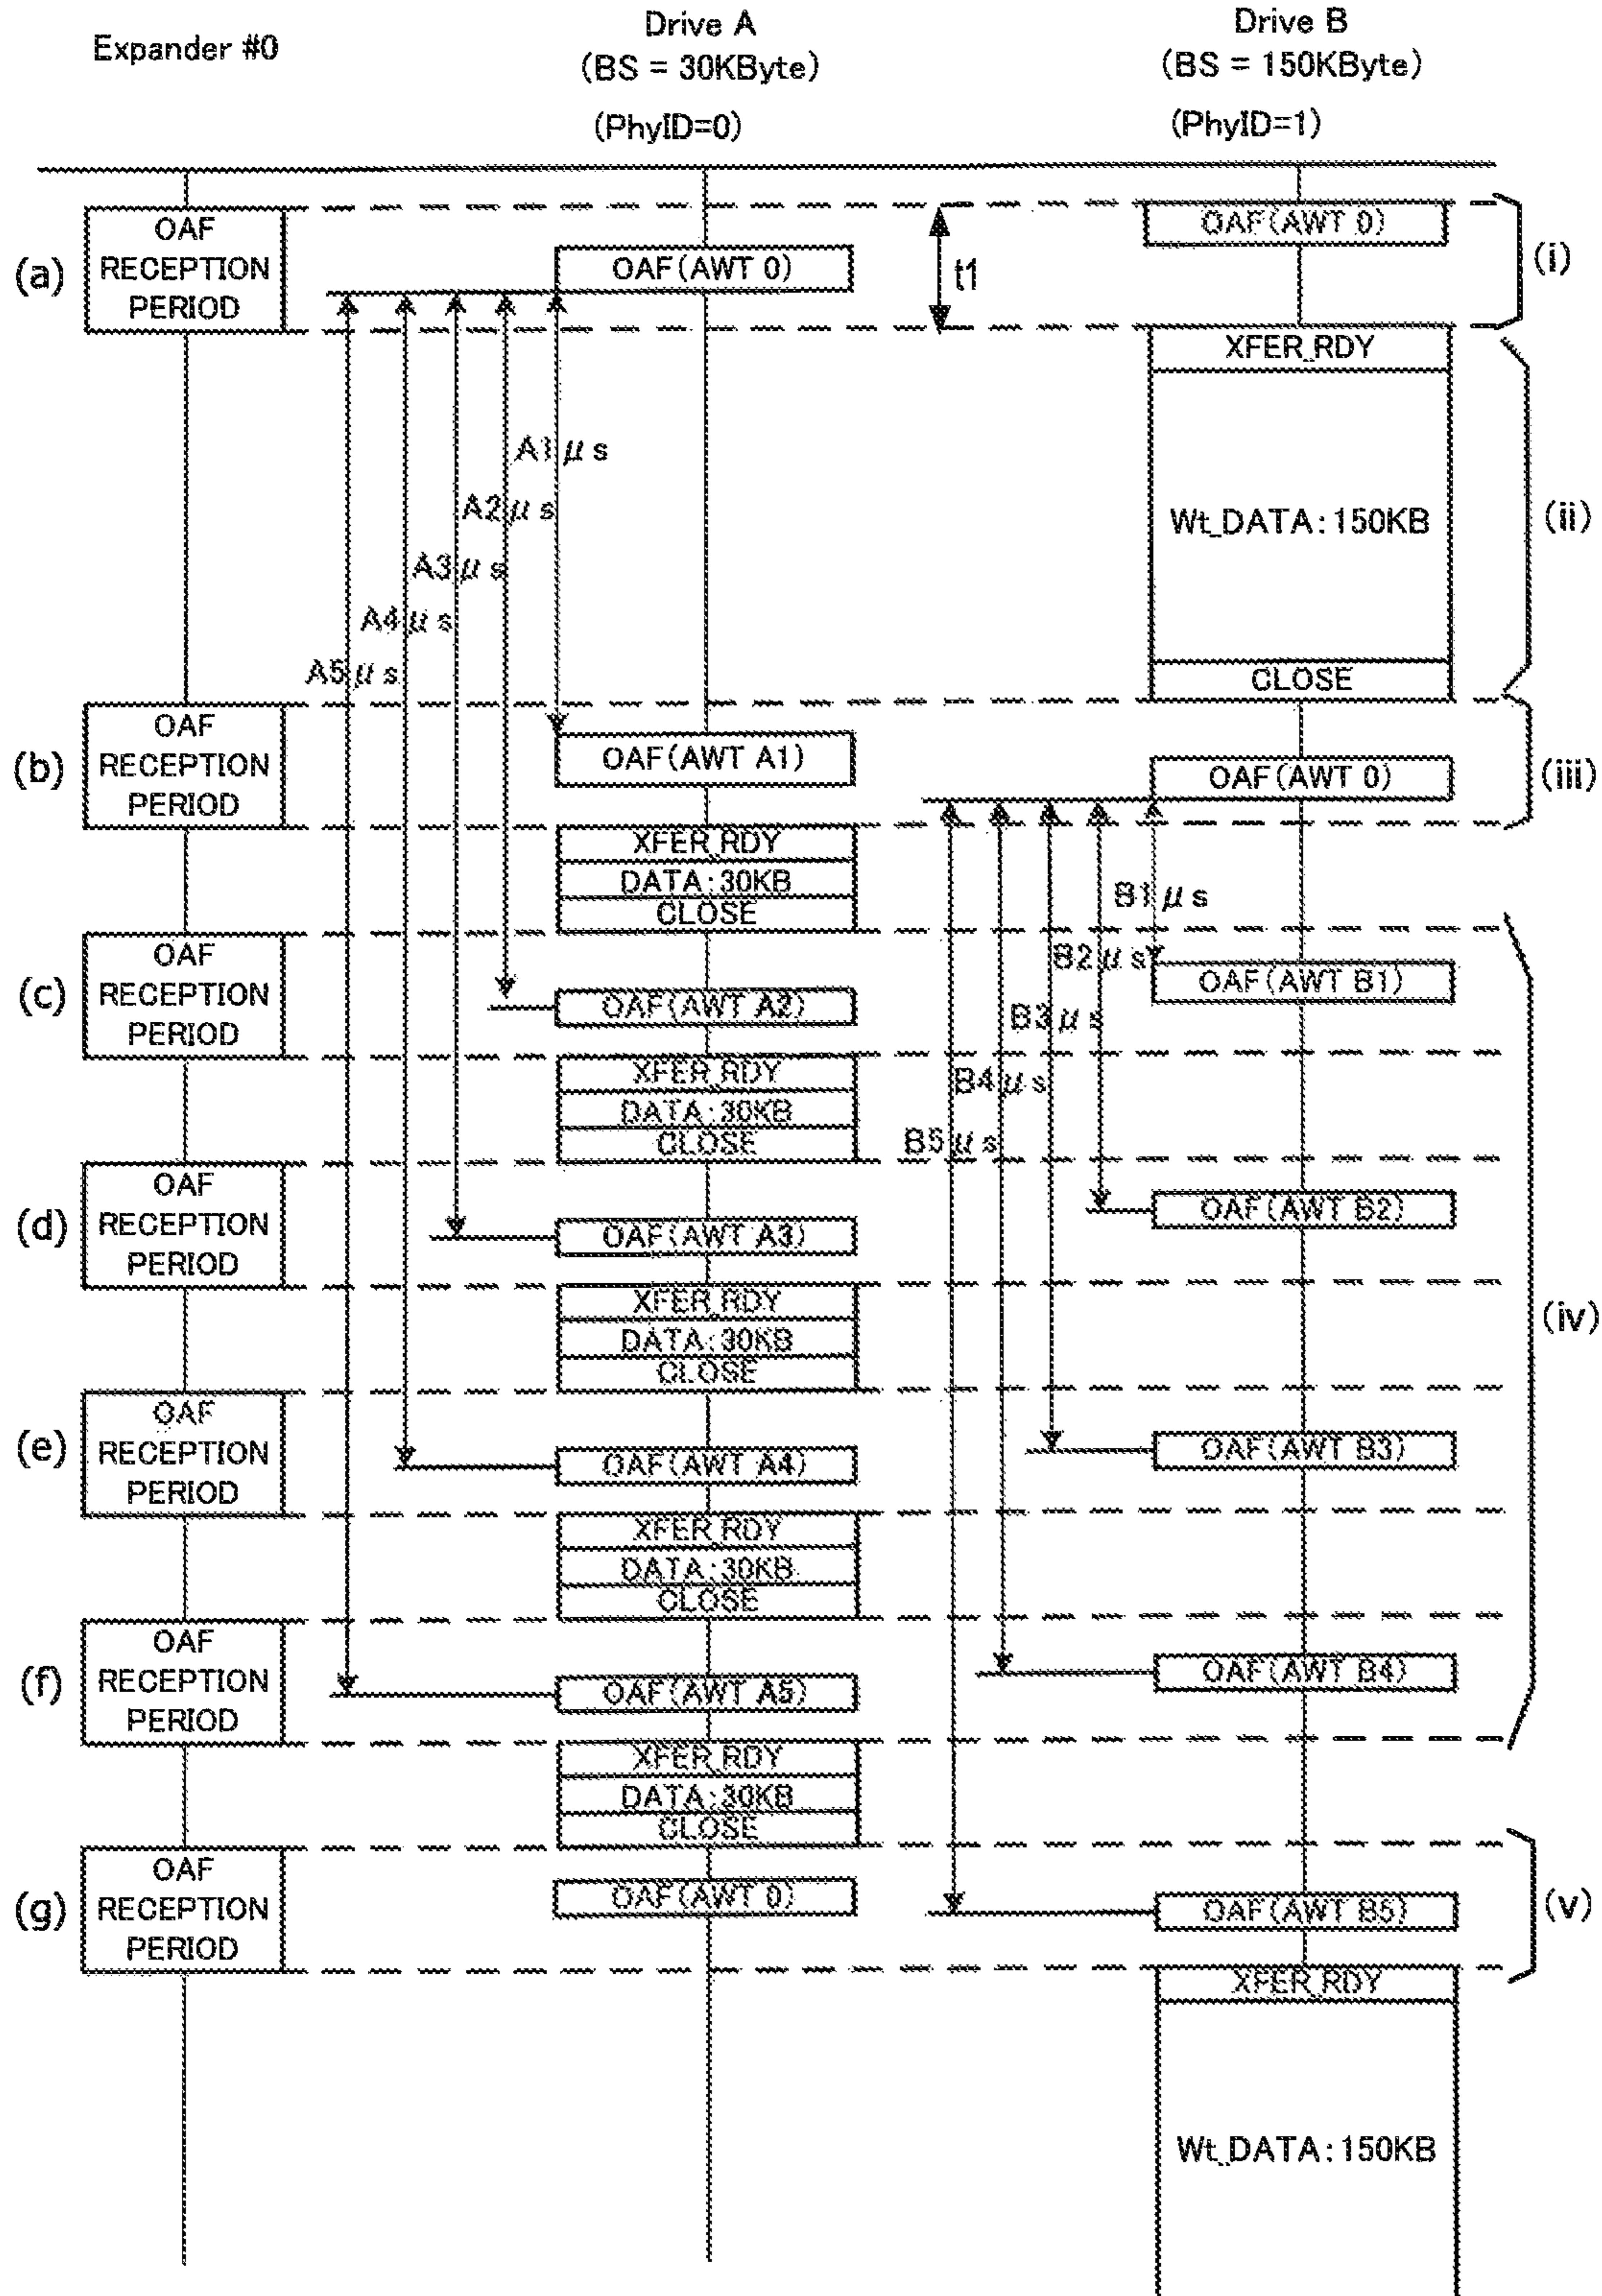 Expander #0
Drive A
(BS = 30KByte)
(PhyID=0)
Drive B
(BS = 150KByte)
(PhyID=1)
(a)
OAF
RECEPTION
PERIOD
OAF(AWT 0)
t1
OAF(AWT 0)
(i)
XFER_RDY
Wt_DATA:150KB
CLOSE
(ii)
A1 μs
A2 μs
A3 μs
A4 μs
A5 μs
(b)
OAF
RECEPTION
PERIOD
OAF(AWT A1)
OAF(AWT 0)
(iii)
XFER_RDY
DATA:30KB
CLOSE
B1 μs
B2 μs
B3 μs
B4 μs
B5 μs
(c)
OAF
RECEPTION
PERIOD
OAF(AWT A2)
OAF(AWT B1)
XFER_RDY
DATA:30KB
CLOSE
(d)
OAF
RECEPTION
PERIOD
OAF(AWT A3)
OAF(AWT B2)
(iv)
XFER_RDY
DATA:30KB
CLOSE
(e)
OAF
RECEPTION
PERIOD
OAF(AWT A4)
OAF(AWT B3)
XFER_RDY
DATA:30KB
CLOSE
(f)
OAF
RECEPTION
PERIOD
OAF(AWT A5)
OAF(AWT B4)
XFER_RDY
DATA:30KB
CLOSE
(g)
OAF
RECEPTION
PERIOD
OAF(AWT 0)
OAF(AWT B5)
(v)
XFER_RDY
Wt_DATA:150KB